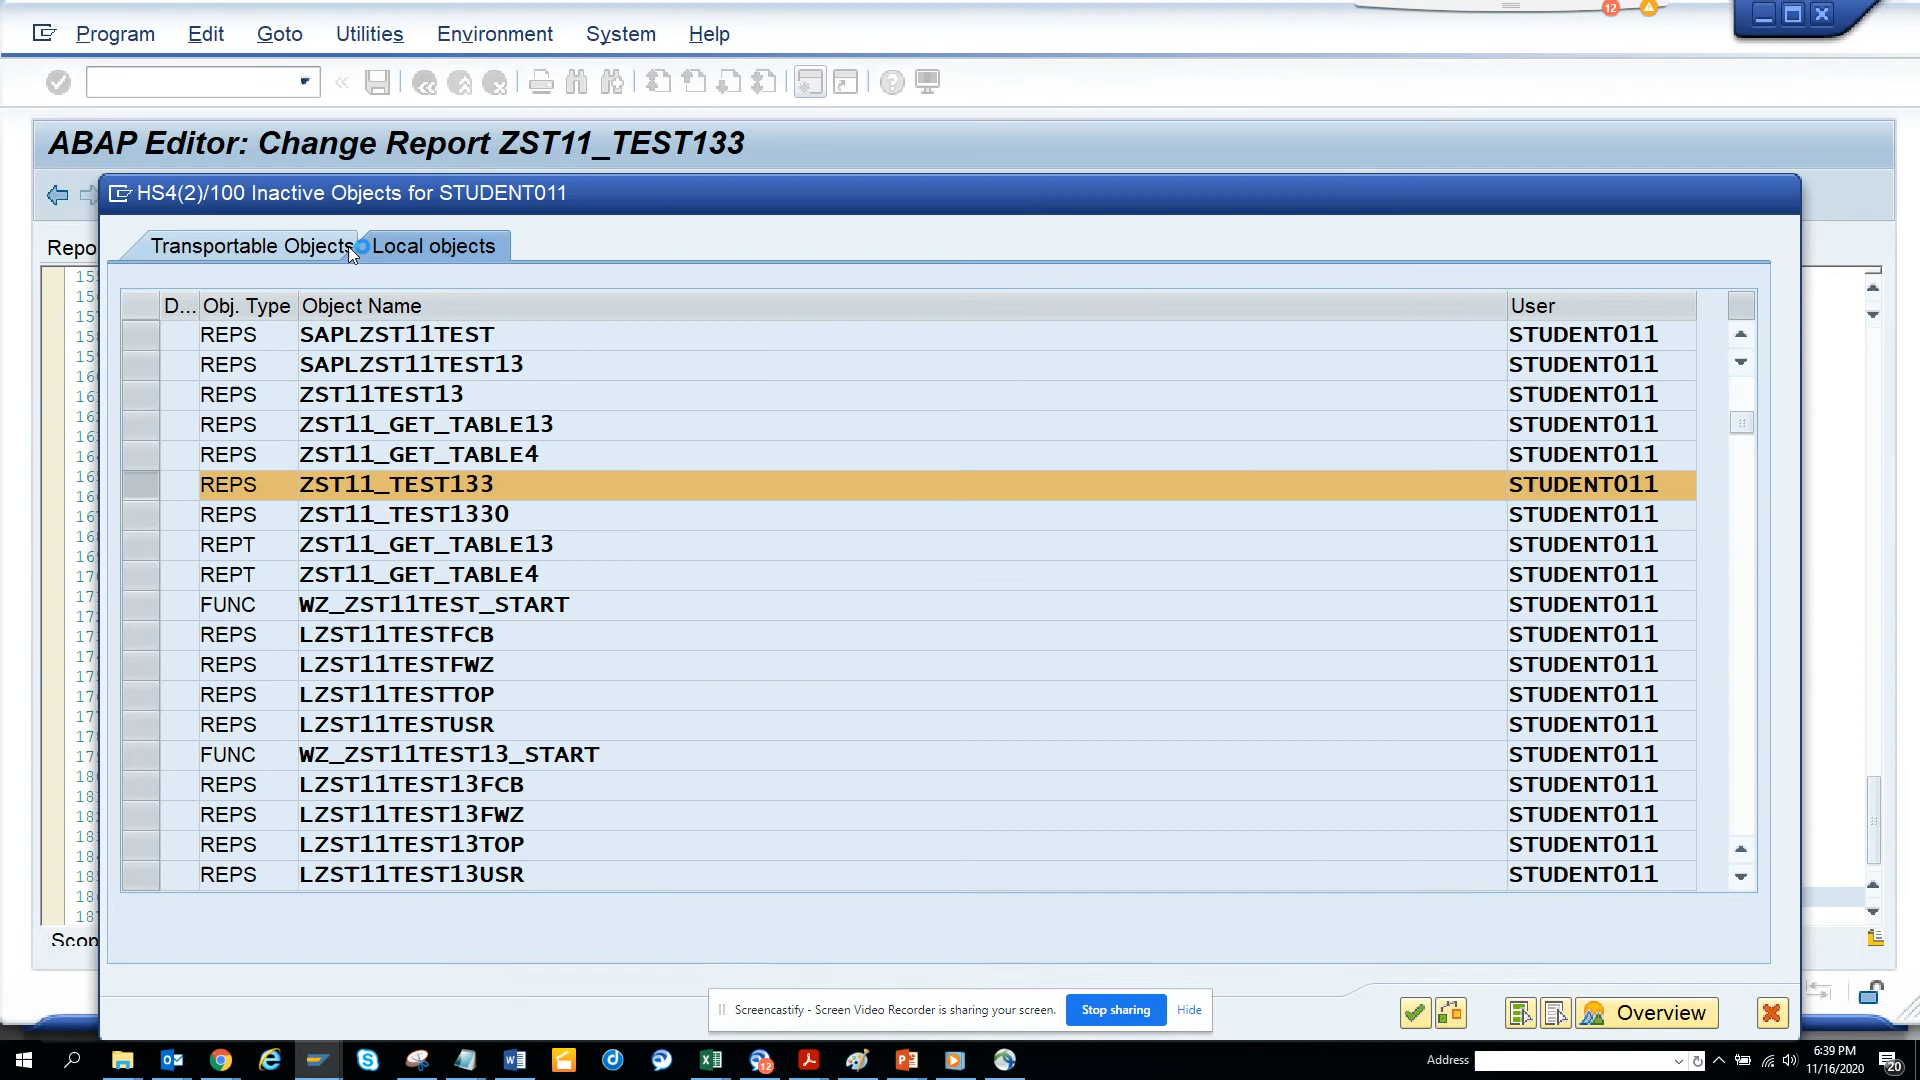 Program Edit Goto Utilities Environment System Help
12
ABAP Editor: Change Report ZST11_TEST133
HS4(2)/100 Inactive Objects for STUDENT011
Repo
Transportable Objects Local objects
D... Obj. Type Object Name User
REPS SAPLZST11TEST STUDENT011
REPS SAPLZST11TEST13 STUDENT011
REPS ZST11TEST13 STUDENT011
REPS ZST11_GET_TABLE13 STUDENT011
REPS ZST11_GET_TABLE4 STUDENT011
REPS ZST11_TEST133 STUDENT011
REPS ZST11_TEST1330 STUDENT011
REPT ZST11_GET_TABLE13 STUDENT011
REPT ZST11_GET_TABLE4 STUDENT011
FUNC WZ_ZST11TEST_START STUDENT011
REPS LZST11TESTFCB STUDENT011
REPS LZST11TESTFWZ STUDENT011
REPS LZST11TESTTOP STUDENT011
REPS LZST11TESTUSR STUDENT011
FUNC WZ_ZST11TEST13_START STUDENT011
REPS LZST11TEST13FCB STUDENT011
REPS LZST11TEST13FWZ STUDENT011
REPS LZST11TEST13TOP STUDENT011
REPS LZST11TEST13USR STUDENT011
Scop
Screencastify - Screen Video Recorder is sharing your screen. Stop sharing Hide
Overview
Address
6:39 PM
11/16/2020
12
20